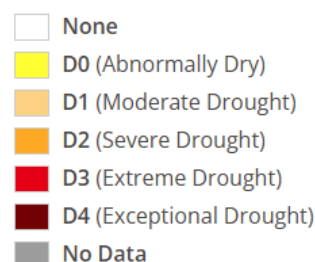 None
D0 (Abnormally Dry)
D1 (Moderate Drought)
D2 (Severe Drought)
D3 (Extreme Drought)
D4 (Exceptional Drought)
No Data